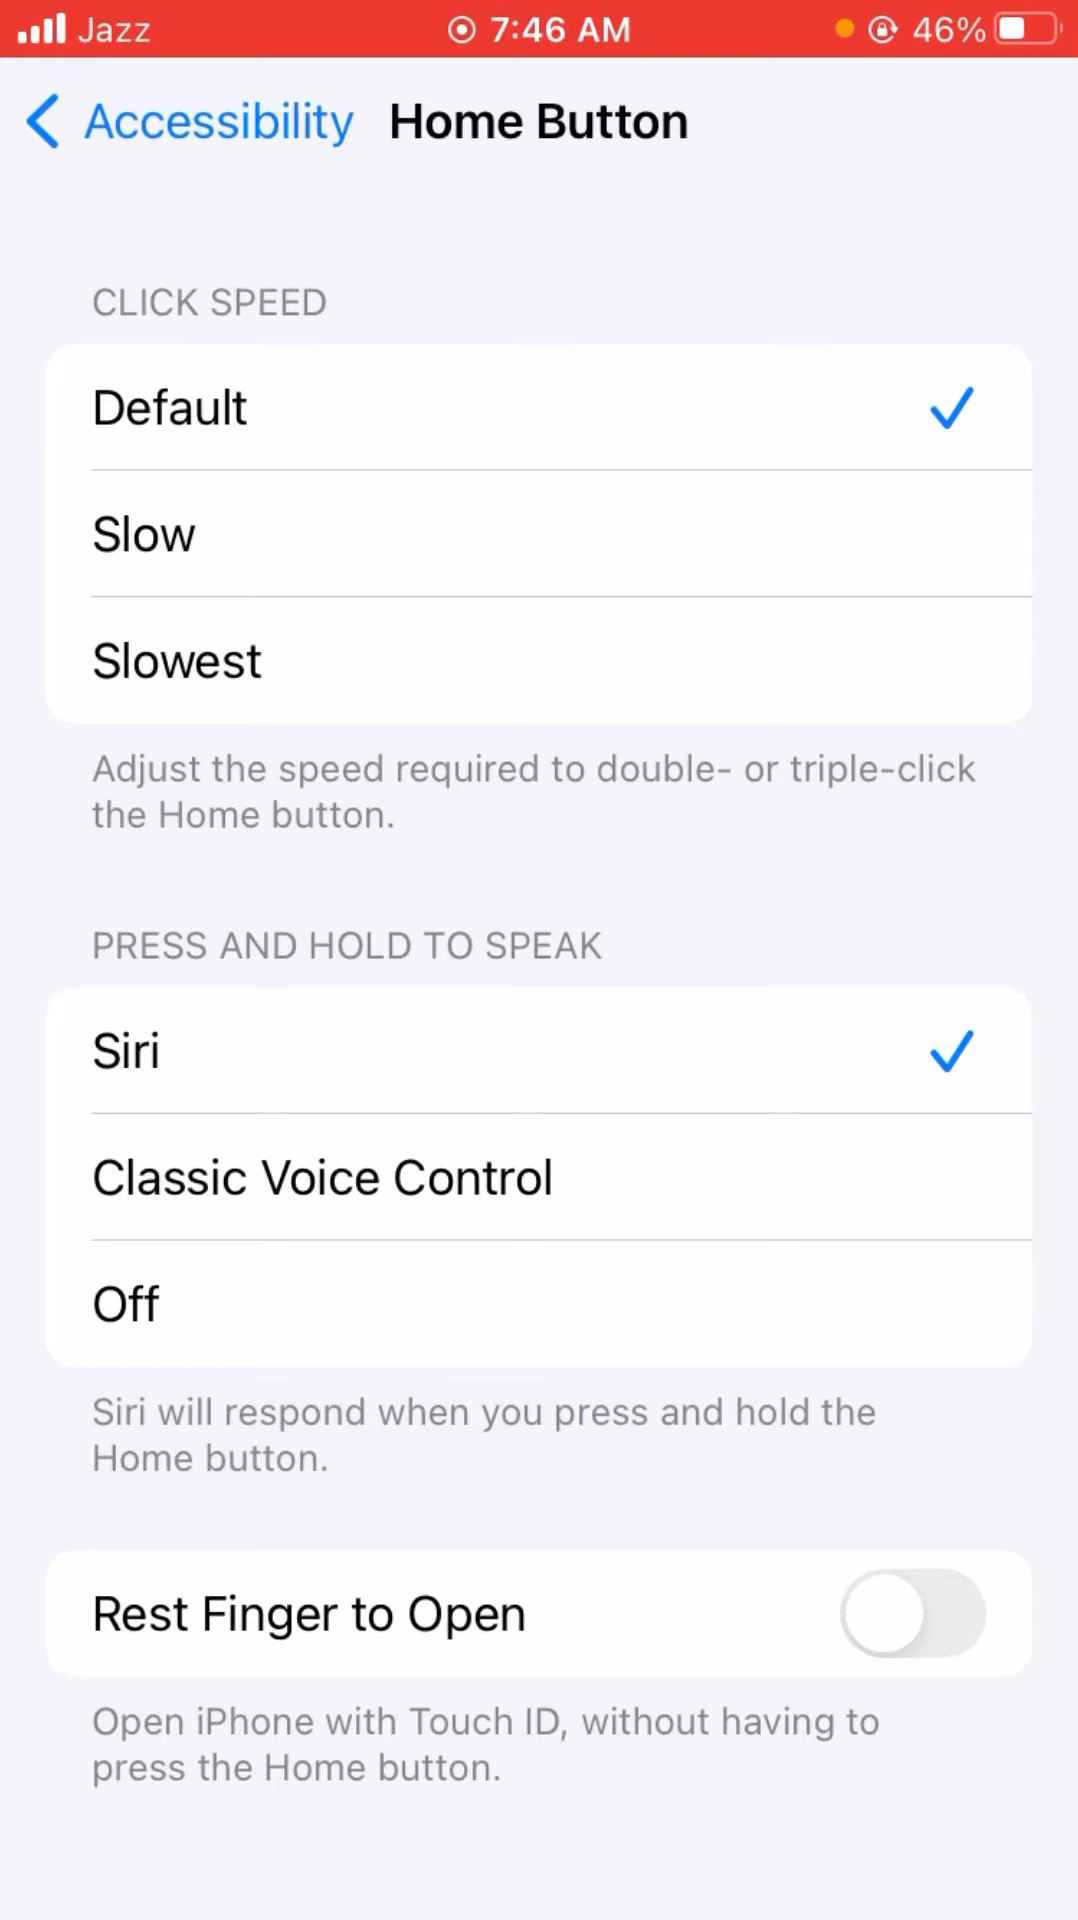 Jazz 7:46 AM 46%
Accessibility Home Button
CLICK SPEED
Default
Slow
Slowest
Adjust the speed required to double- or triple-click
the Home button.
PRESS AND HOLD TO SPEAK
Siri
Classic Voice Control
Off
Siri will respond when you press and hold the
Home button.
Rest Finger to Open
Open iPhone with Touch ID, without having to
press the Home button.